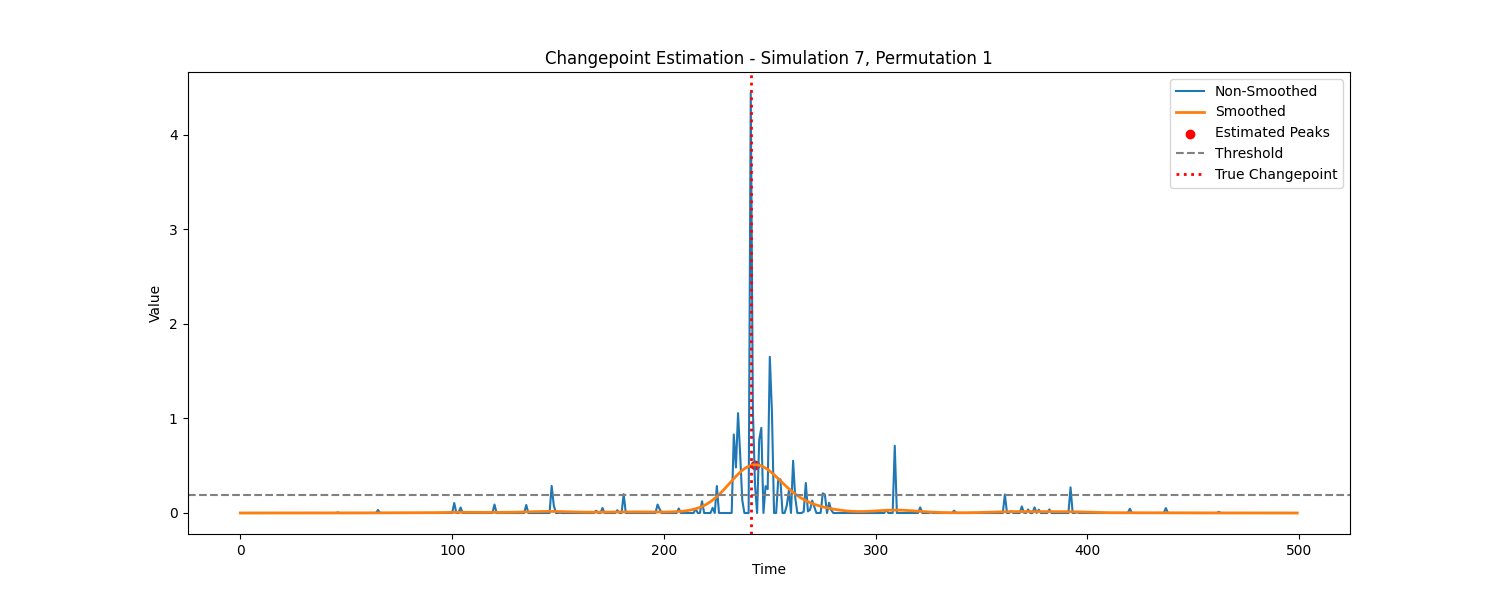 Changepoint Estimation - Simulation 7, Permutation 1
Non-Smoothed
Smoothed
Estimated Peaks
Threshold
True Changepoint
Value
4
3
2
1
0
0 100 200 300 400 500
Time